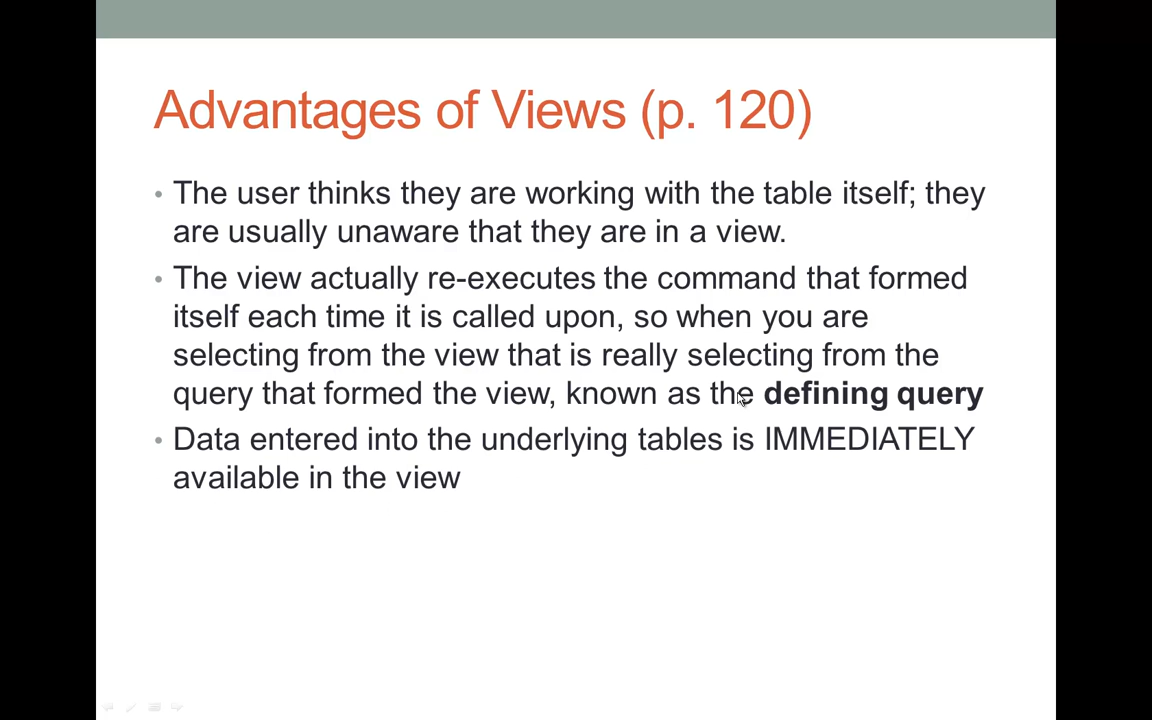 Advantages of Views (p. 120)
• The user thinks they are working with the table itself; they
are usually unaware that they are in a view.
• The view actually re-executes the command that formed
itself each time it is called upon, so when you are
selecting from the view that is really selecting from the
query that formed the view, known as the defining query
• Data entered into the underlying tables is IMMEDIATELY
available in the view